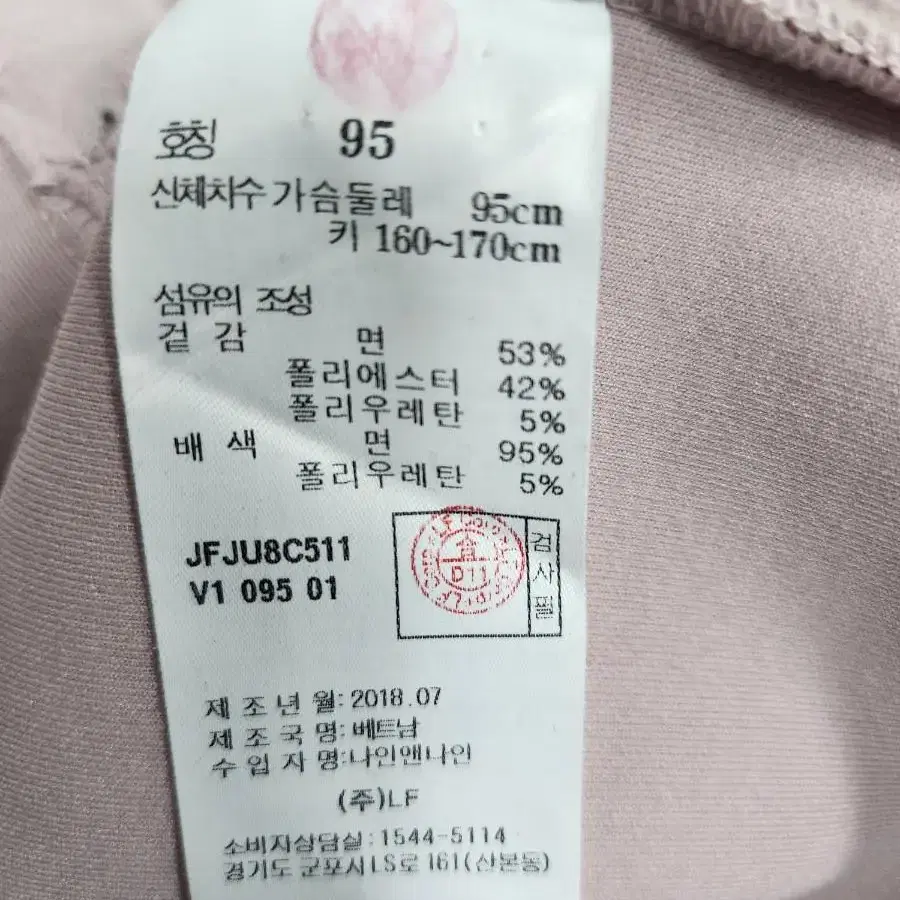 호칭 95
신체치수 가슴둘레 95cm
키 160~170cm
섬유의 조성
겉 감 면 53%
폴리에스터 42%
폴리우레탄 5%
배 색 면 95%
폴리우레탄 5%
JFJU8C511
V1 095 01
검사필
D11
제 조 년 월: 2018.07
제 조 국 명: 베트남
수 입 자 명:나인앤나인
(주)LF
소비자상담실:1544-5114
경기도 군포시LS로 161(산본동)